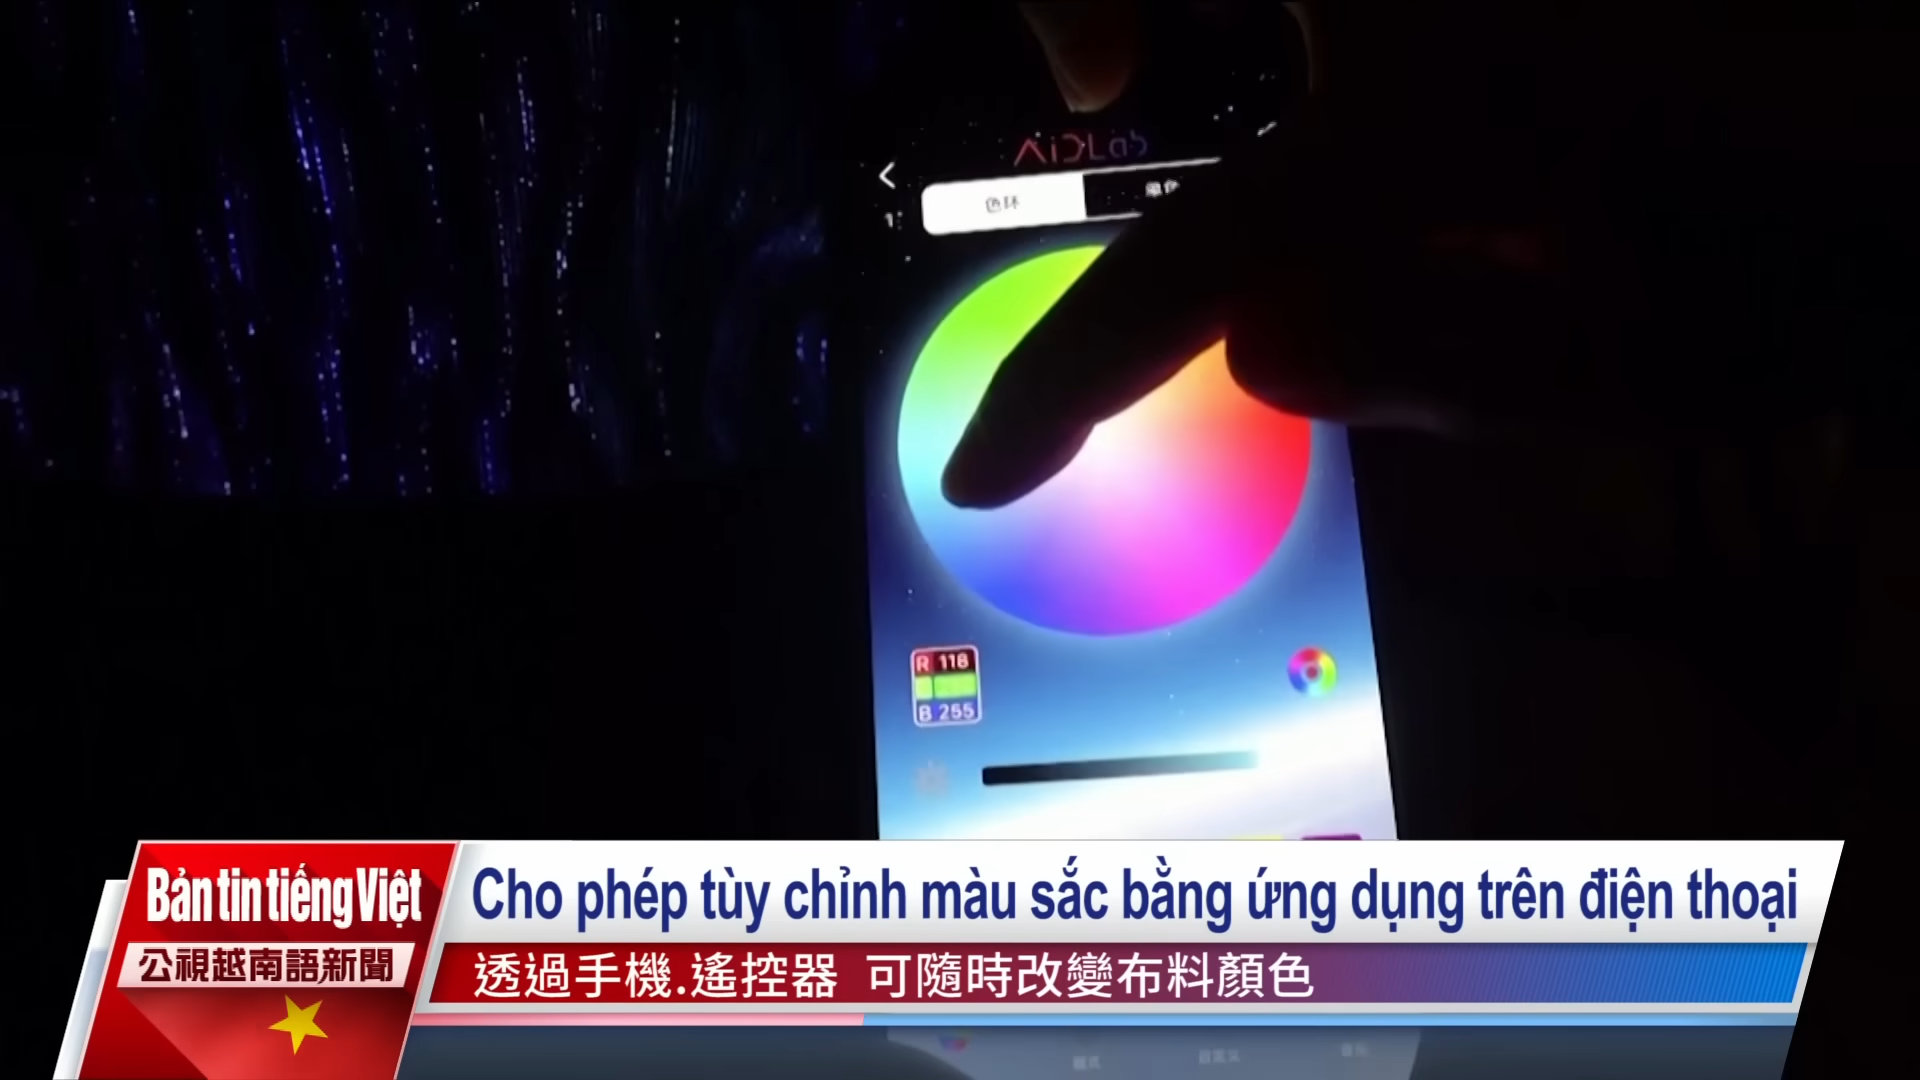 AiDLab
色环
單色
R 118
B 255
Bản tin tiếng Việt
公視越南語新聞
Cho phép tùy chỉnh màu sắc bằng ứng dụng trên điện thoại
透過手機.遙控器 可隨時改變布料顏色